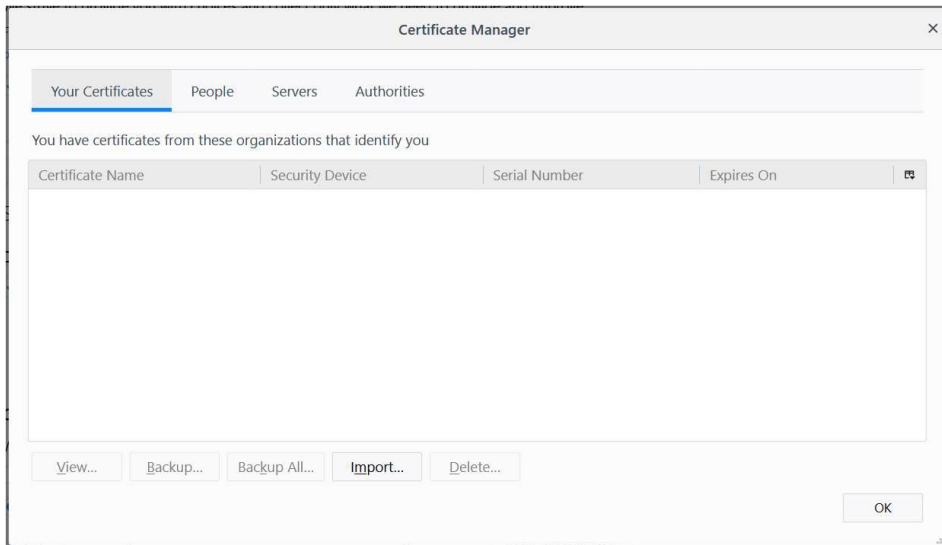 Certificate Manager
Your Certificates People Servers Authorities
You have certificates from these organizations that identify you
Certificate Name Security Device Serial Number Expires On
View... Backup... Backup All... Import... Delete...
OK